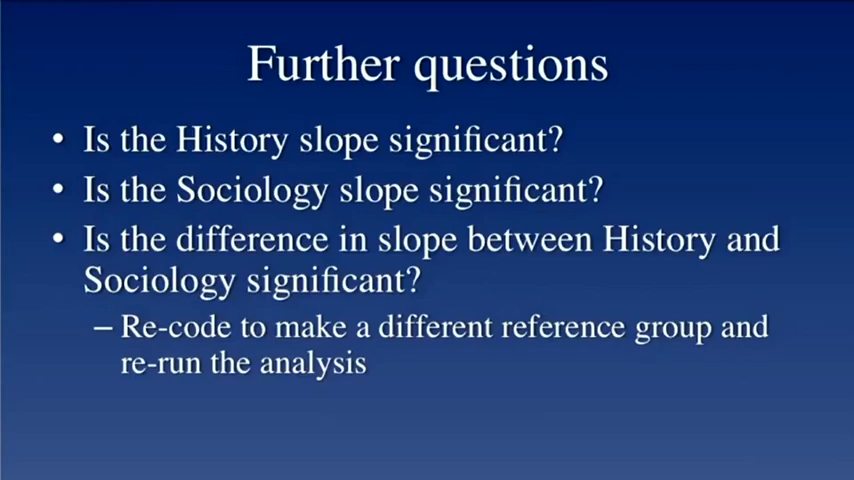 Further questions
• Is the History slope significant?
• Is the Sociology slope significant?
• Is the difference in slope between History and
Sociology significant?
– Re-code to make a different reference group and
re-run the analysis